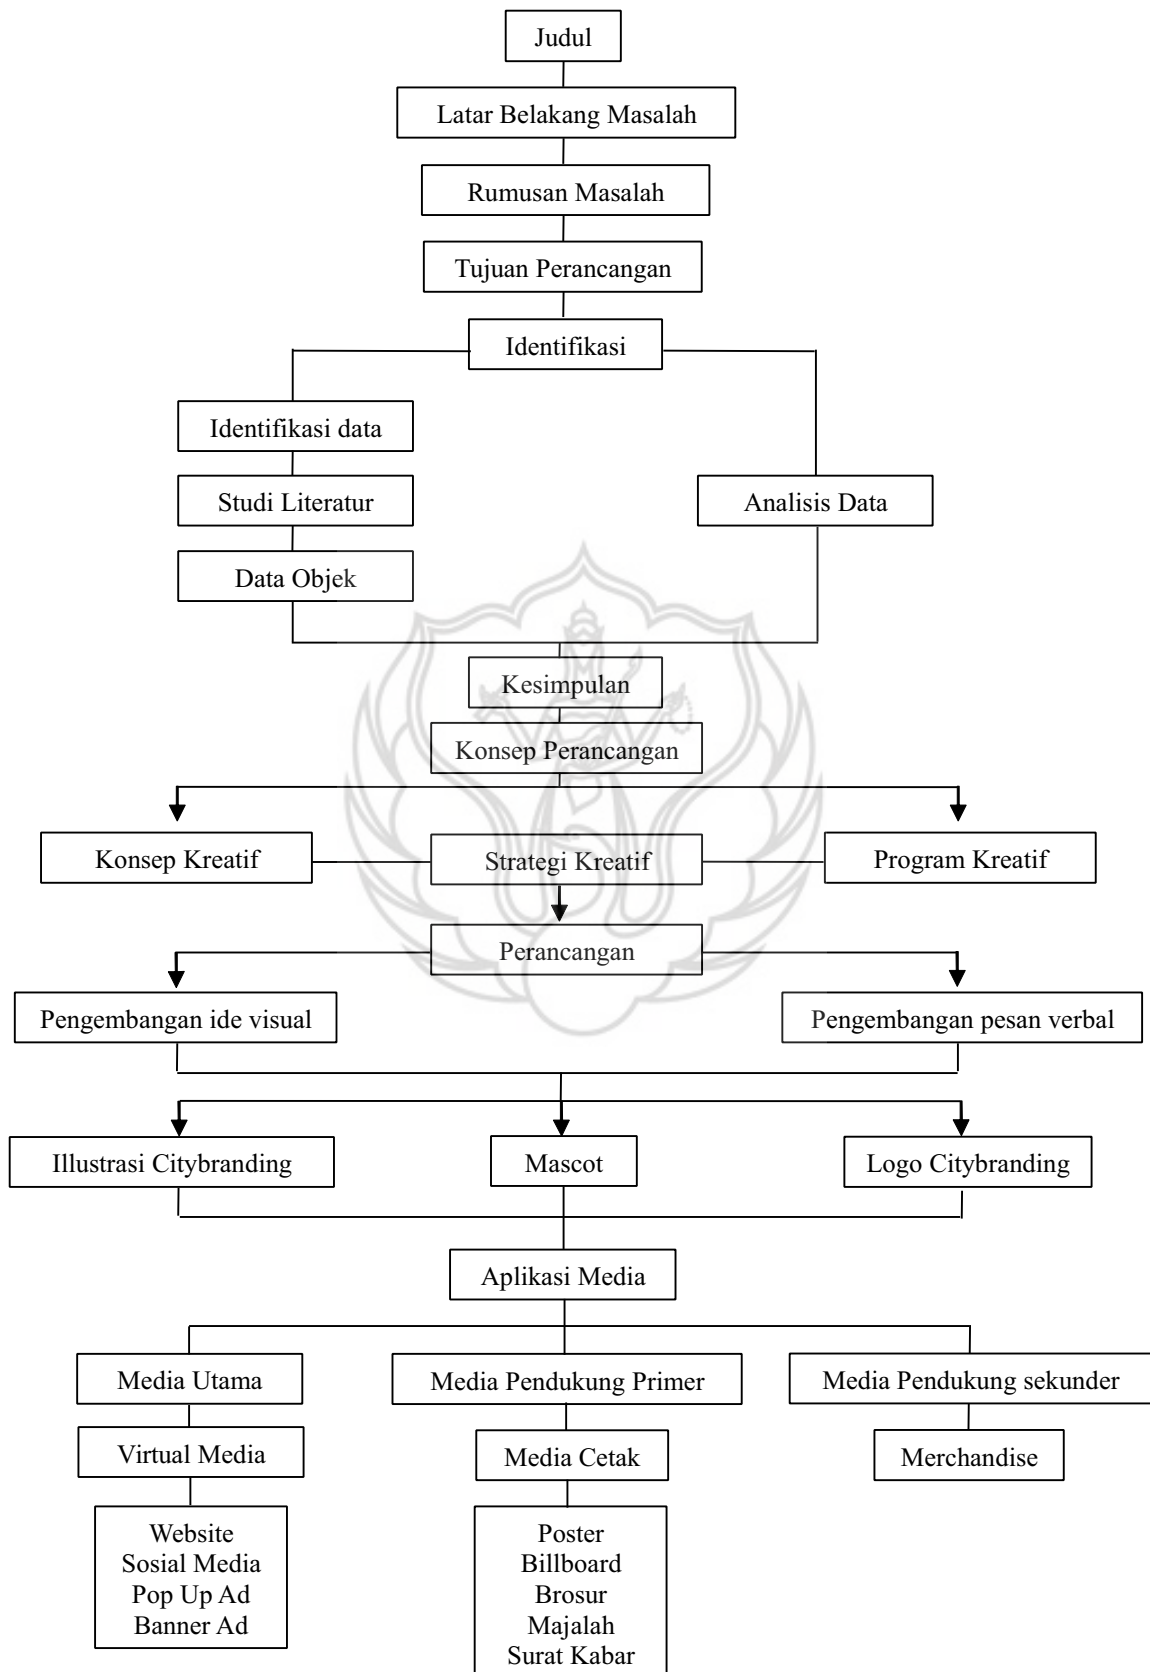 Judul
Latar Belakang Masalah
Rumusan Masalah
Tujuan Perancangan
Identifikasi
Identifikasi data
Studi Literatur
Analisis Data
Data Objek
Kesimpulan
Konsep Perancangan
Konsep Kreatif
Strategi Kreatif
Program Kreatif
Perancangan
Pengembangan ide visual
Pengembangan pesan verbal
Illustrasi Citybranding
Mascot
Logo Citybranding
Aplikasi Media
Media Utama
Media Pendukung Primer
Media Pendukung sekunder
Virtual Media
Media Cetak
Merchandise
Website
Sosial Media
Pop Up Ad
Banner Ad
Poster
Billboard
Brosur
Majalah
Surat Kabar